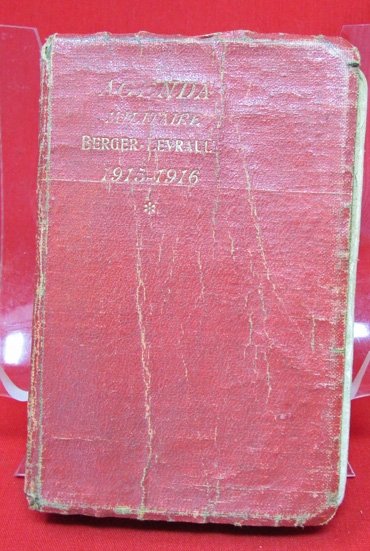 AGENDA
MILITAIRE
BERGER-LEVRAULT
1915-1916
*